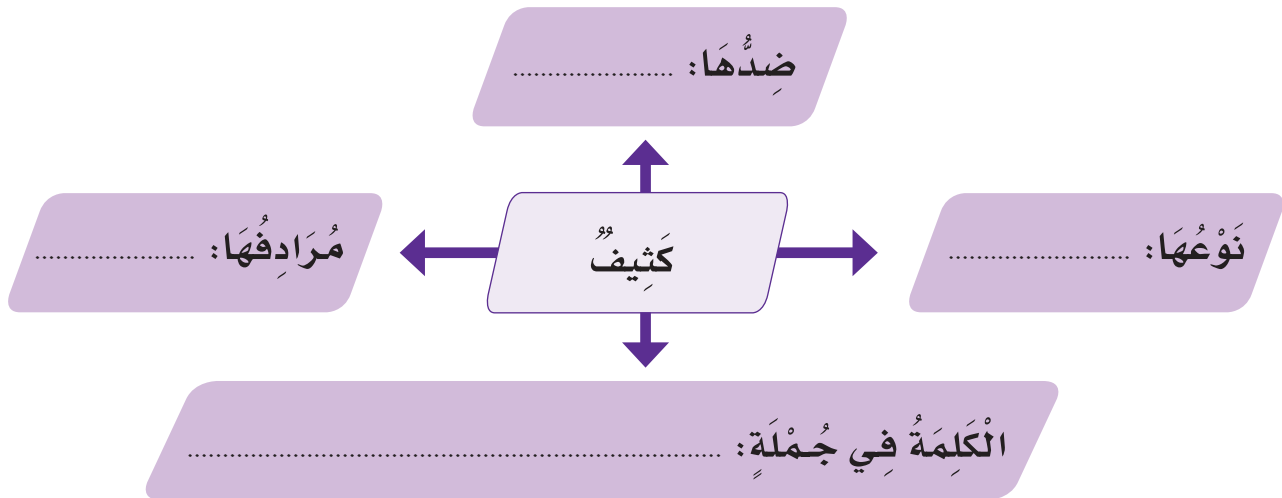 ضِدُّهَا: .......................
نَوْعُهَا: ..........................
كَثِيفٌ
مُرَادِفُهَا: .......................
الْكَلِمَةُ فِي جُمْلَةٍ: .............................................................................